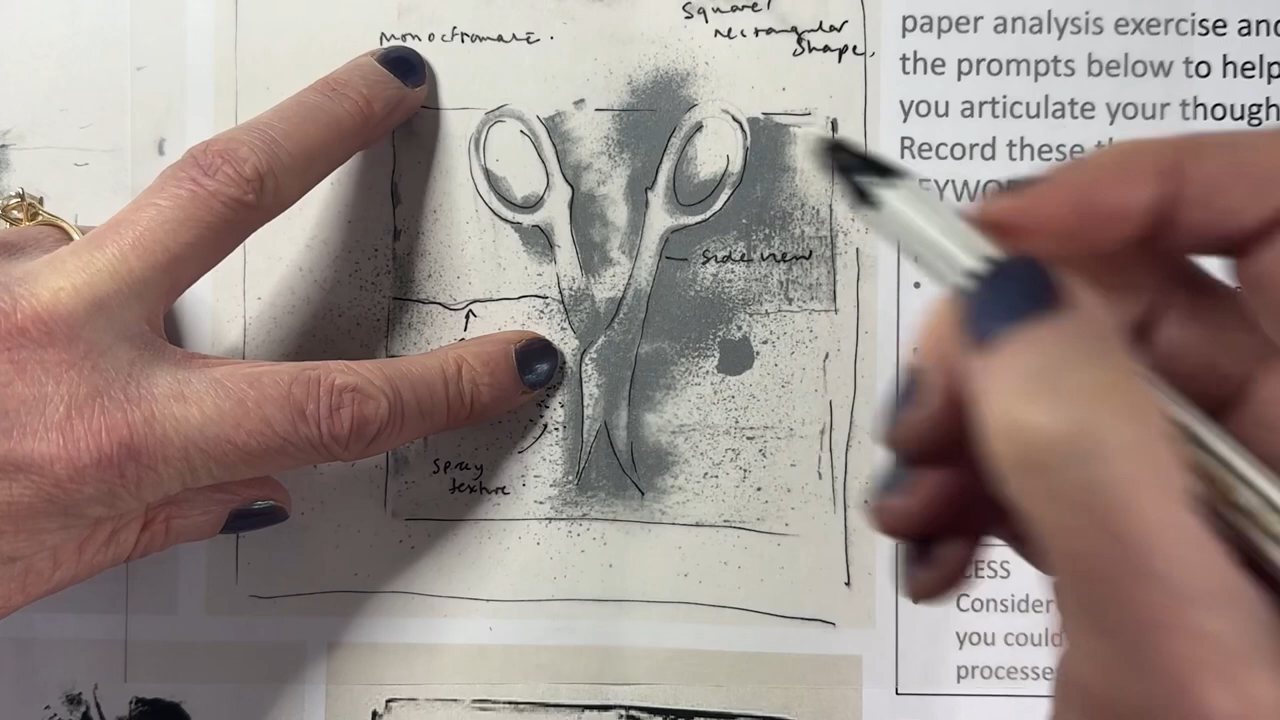 monochromatic.
square/
rectangular
shape,
side view
spray
texture
paper analysis exercise and
the prompts below to help
you articulate your though
Record these
CESS
Consider
you could
processe